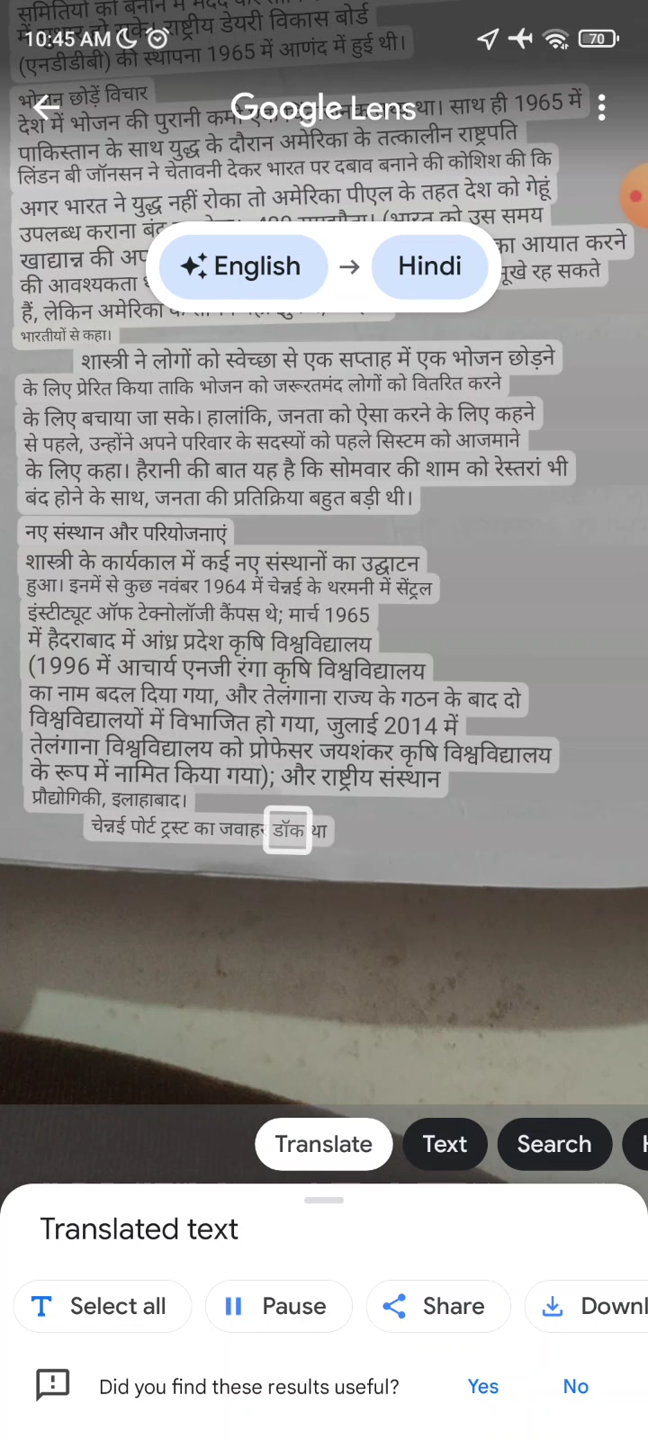 समितियों को बनाने में मदद
10:45 AM
70
राष्ट्रीय डेयरी विकास बोर्ड
(एनडीडीबी) की स्थापना 1965 में आणंद में हुई थी।
भोजन छोड़ें विचार
Google Lens
देश में भोजन की पुरानी था। साथ ही 1965 में
पाकिस्तान के साथ युद्ध के दौरान अमेरिका के तत्कालीन राष्ट्रपति
लिंडन बी जॉनसन ने चेतावनी देकर भारत पर दबाव बनाने की कोशिश की कि
अगर भारत ने युद्ध नहीं रोका तो अमेरिका पीएल के तहत देश को गेहूं
उपलब्ध कराना (भारत को उस समय
खाद्यान्न की का आयात करने
की आवश्यकता भूखे रह सकते
English → Hindi
हैं, लेकिन अमेरिका
भारतीयों से कहा।
शास्त्री ने लोगों को स्वेच्छा से एक सप्ताह में एक भोजन छोड़ने
के लिए प्रेरित किया ताकि भोजन को जरूरतमंद लोगों को वितरित करने
के लिए बचाया जा सके। हालांकि, जनता को ऐसा करने के लिए कहने
से पहले, उन्होंने अपने परिवार के सदस्यों को पहले सिस्टम को आजमाने
के लिए कहा। हैरानी की बात यह है कि सोमवार की शाम को रेस्तरां भी
बंद होने के साथ, जनता की प्रतिक्रिया बहुत बड़ी थी।
नए संस्थान और परियोजनाएं
शास्त्री के कार्यकाल में कई नए संस्थानों का उद्घाटन
हुआ। इनमें से कुछ नवंबर 1964 में चेन्नई के थरमनी में सेंट्रल
इंस्टीट्यूट ऑफ टेक्नोलॉजी कैंपस थे; मार्च 1965
में हैदराबाद में आंध्र प्रदेश कृषि विश्वविद्यालय
(1996 में आचार्य एनजी रंगा कृषि विश्वविद्यालय
का नाम बदल दिया गया, और तेलंगाना राज्य के गठन के बाद दो
विश्वविद्यालयों में विभाजित हो गया, जुलाई 2014 में
तेलंगाना विश्वविद्यालय को प्रोफेसर जयशंकर कृषि विश्वविद्यालय
के रूप में नामित किया गया); और राष्ट्रीय संस्थान
प्रौद्योगिकी, इलाहाबाद।
चेन्नई पोर्ट ट्रस्ट का जवाहर डॉक था
Translate Text Search
Translated text
Select all Pause Share
Did you find these results useful? Yes No